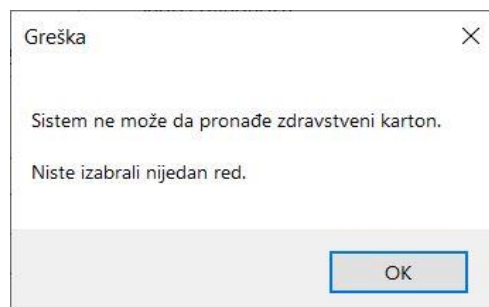 Greška
Sistem ne može da pronađe zdravstveni karton.
Niste izabrali nijedan red.
OK